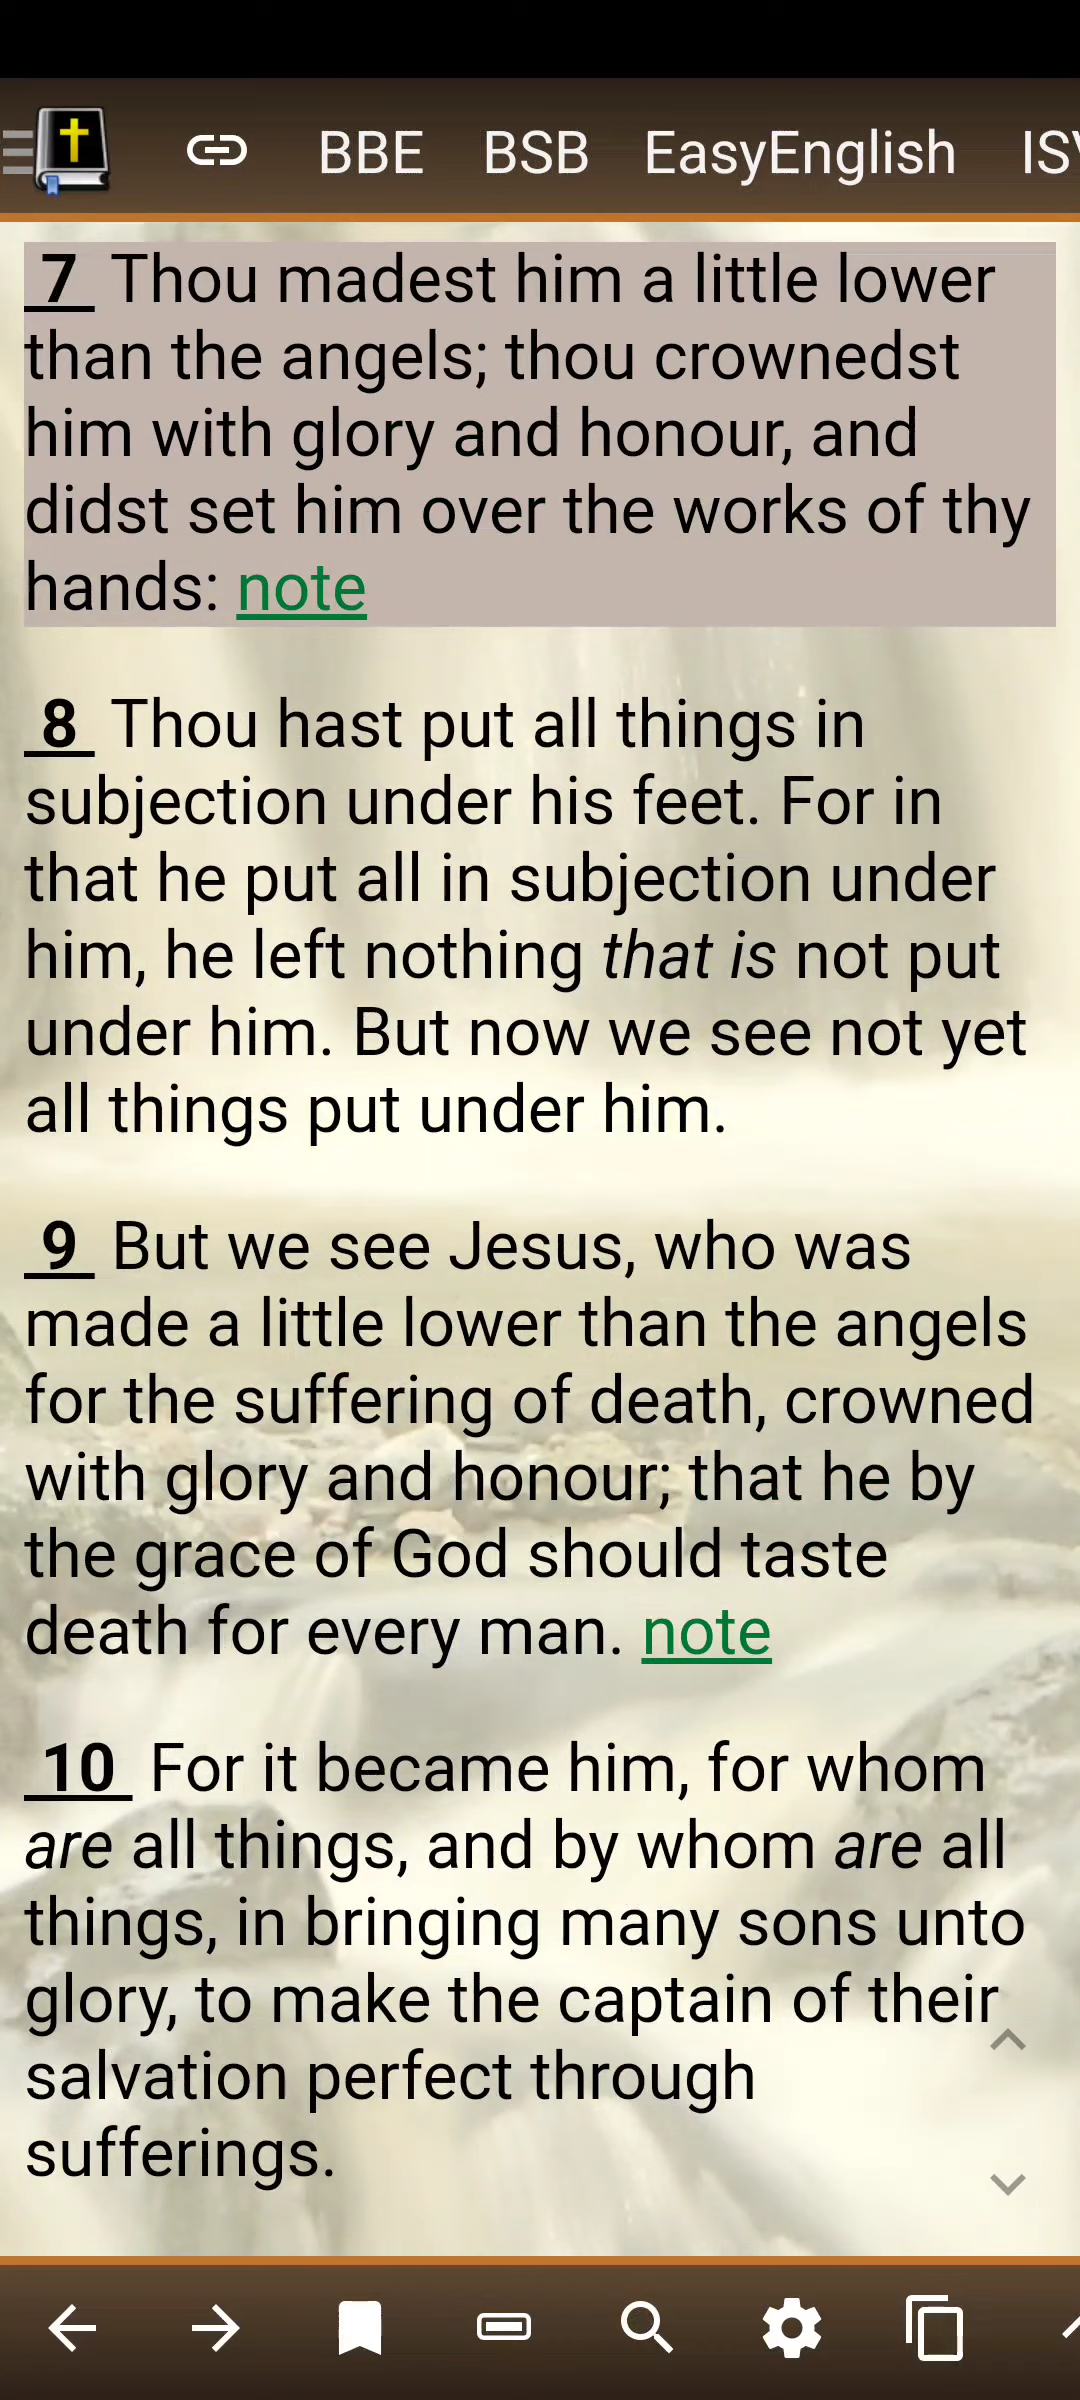 BBE BSB EasyEnglish ISV
7 Thou madest him a little lower
than the angels; thou crownedst
him with glory and honour, and
didst set him over the works of thy
hands: note
8 Thou hast put all things in
subjection under his feet. For in
that he put all in subjection under
him, he left nothing that is not put
under him. But now we see not yet
all things put under him.
9 But we see Jesus, who was
made a little lower than the angels
for the suffering of death, crowned
with glory and honour; that he by
the grace of God should taste
death for every man. note
10 For it became him, for whom
are all things, and by whom are all
things, in bringing many sons unto
glory, to make the captain of their
salvation perfect through
sufferings.